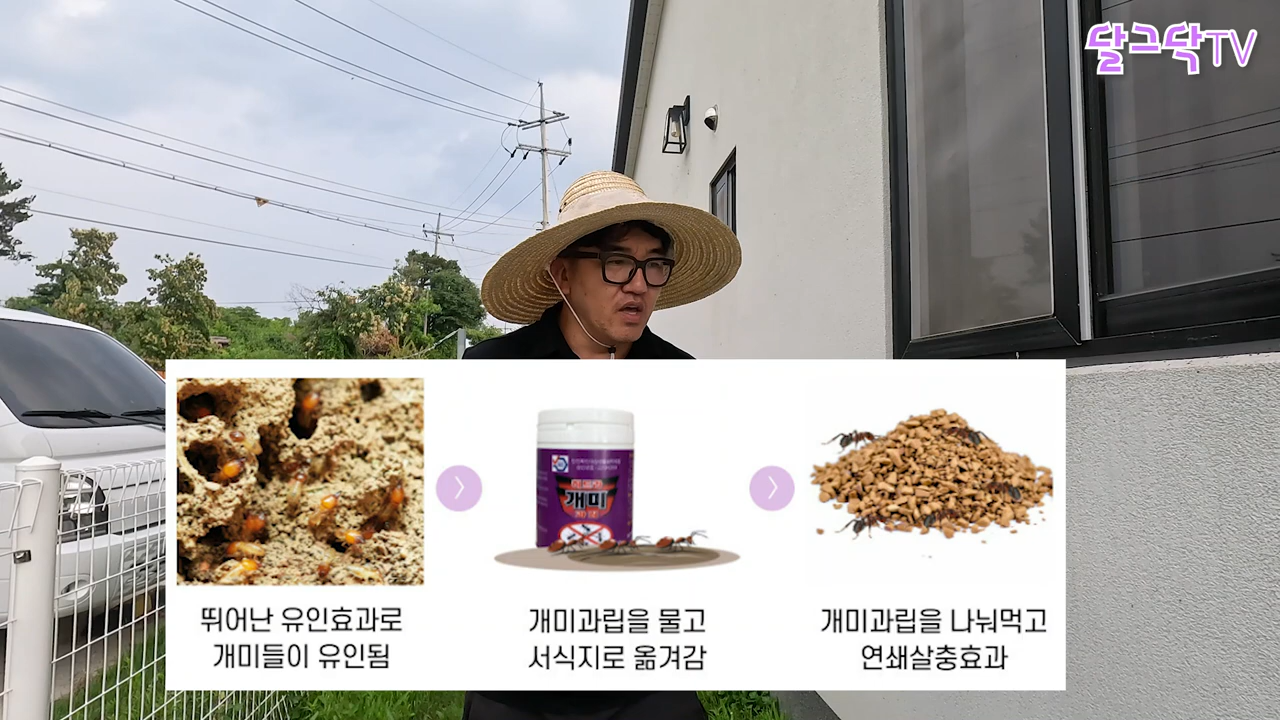 달그닥TV
개미
뛰어난 유인효과로
개미들이 유인됨
개미과립을 물고
서식지로 옮겨감
개미과립을 나눠먹고
연쇄살충효과